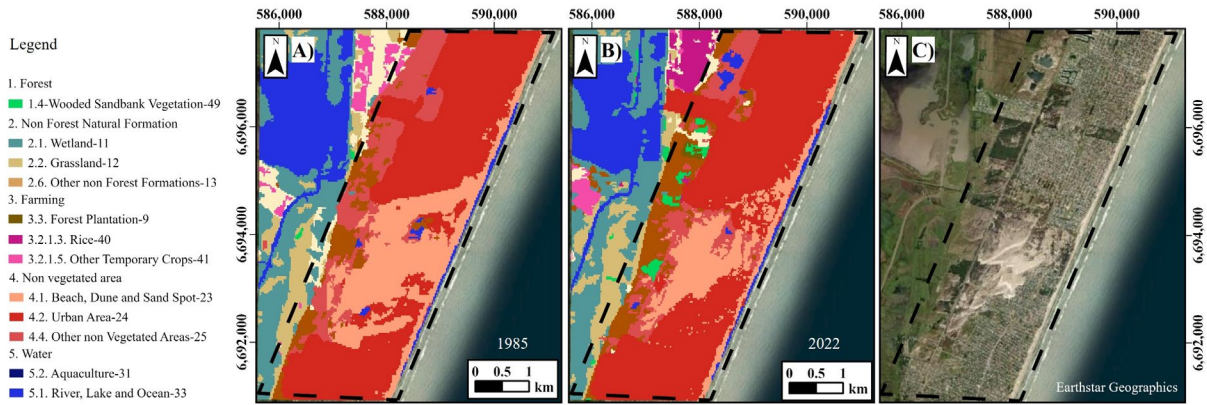 586,000 588,000 590,000 586,000 588,000 590,000 586,000 588,000 590,000
Legend
N A) N B) N C)
1. Forest
1.4-Wooded Sandbank Vegetation-49
2. Non Forest Natural Formation
2.1. Wetland-11
2.2. Grassland-12
2.6. Other non Forest Formations-13
3. Farming
3.3. Forest Plantation-9
3.2.1.3. Rice-40
3.2.1.5. Other Temporary Crops-41
4. Non vegetated area
4.1. Beach, Dune and Sand Spot-23
4.2. Urban Area-24
4.4. Other non Vegetated Areas-25
5. Water
5.2. Aquaculture-31
5.1. River, Lake and Ocean-33
6,696,000
6,694,000
6,692,000
1985
0 0.5 1
km
2022
0 0.5 1
km
Earthstar Geographics
6,696,000
6,694,000
6,692,000